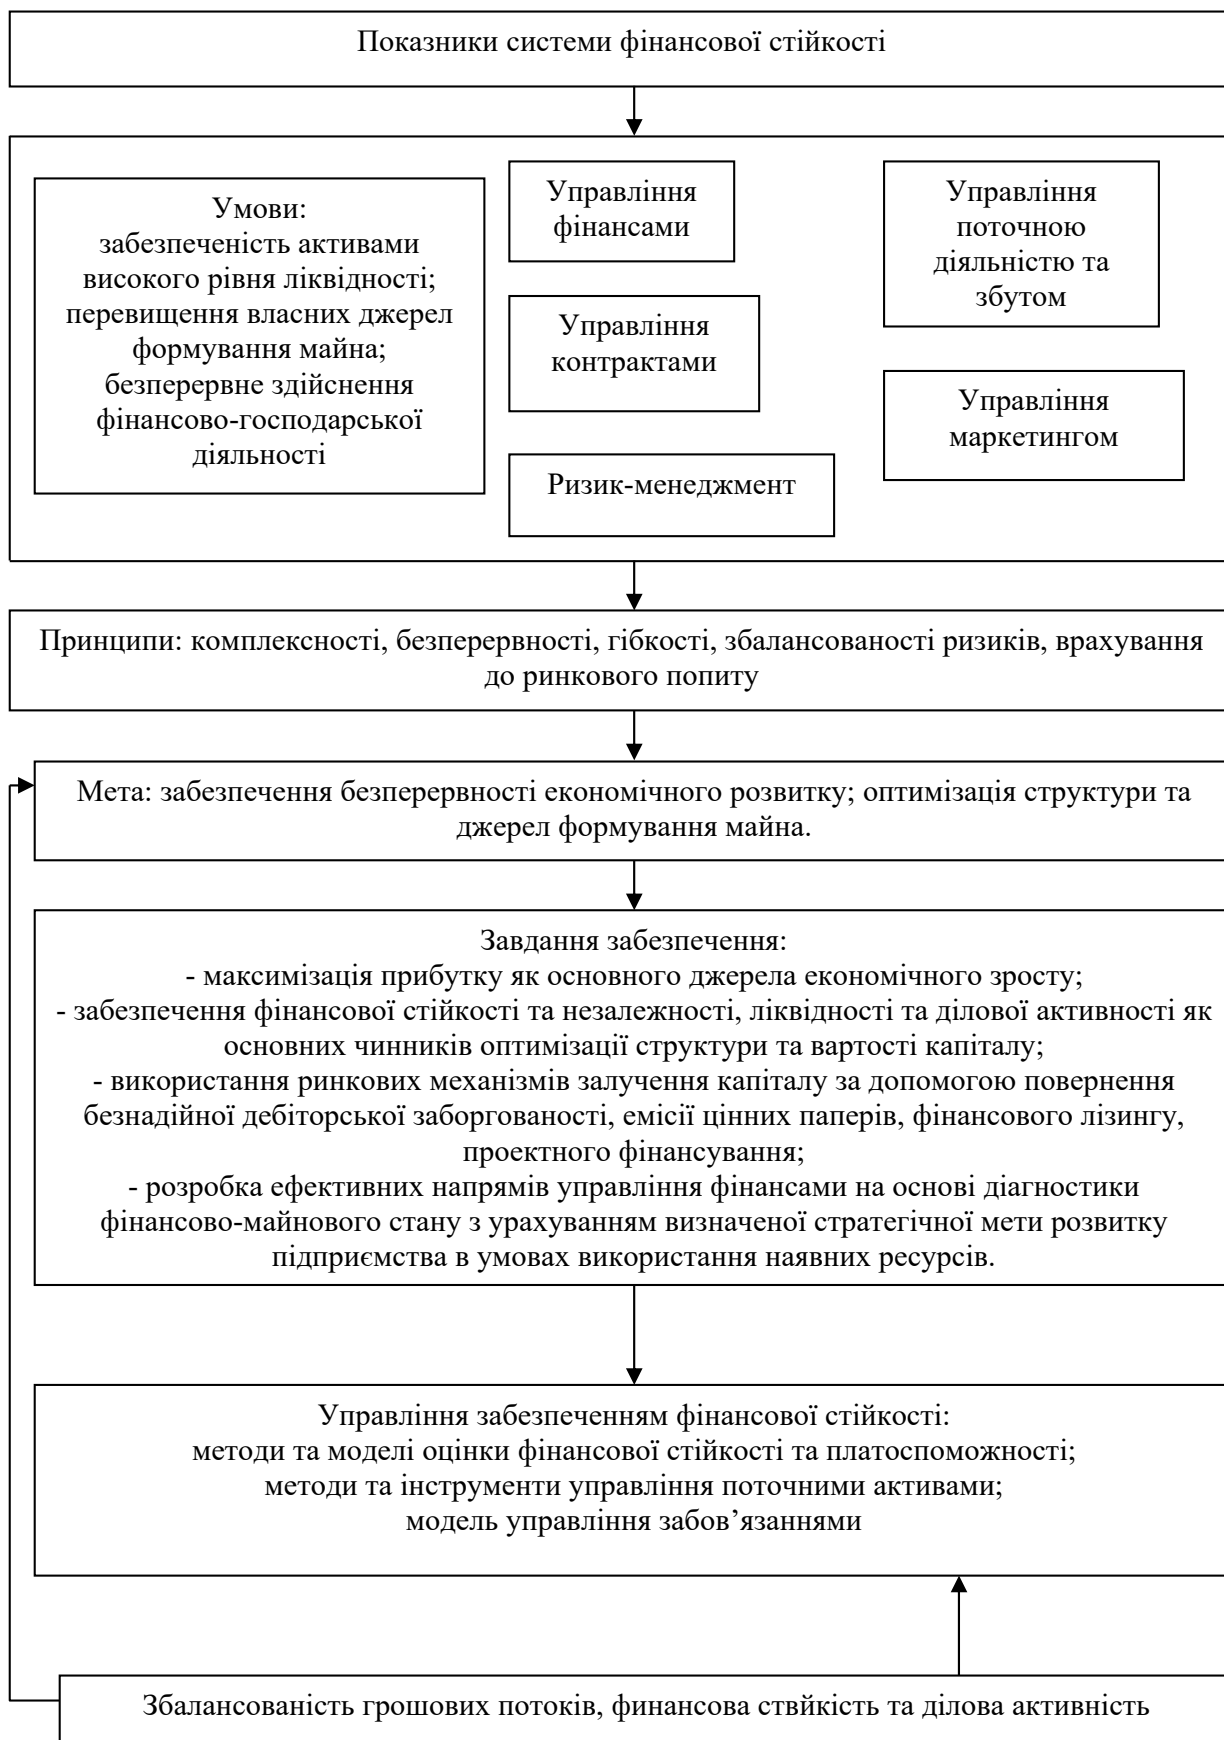 Показники системи фінансової стійкості
Умови:
забезпеченість активами
високого рівня ліквідності;
перевищення власних джерел
формування майна;
безперервне здійснення
фінансово-господарської
діяльності
Управління
фінансами
Управління
контрактами
Ризик-менеджмент
Управління
поточною
діяльністю та
збутом
Управління
маркетингом
Принципи: комплексності, безперервності, гібкості, збалансованості ризиків, врахування
до ринкового попиту
Мета: забезпечення безперервності економічного розвитку; оптимізація структури та
джерел формування майна.
Завдання забезпечення:
- максимізація прибутку як основного джерела економічного зросту;
- забезпечення фінансової стійкості та незалежності, ліквідності та ділової активності як
основних чинників оптимізації структури та вартості капіталу;
- використання ринкових механізмів залучення капіталу за допомогою повернення
безнадійної дебіторської заборгованості, емісії цінних паперів, фінансового лізингу,
проектного фінансування;
- розробка ефективних напрямів управління фінансами на основі діагностики
фінансово-майнового стану з урахуванням визначеної стратегічної мети розвитку
підприємства в умовах використання наявних ресурсів.
Управління забезпеченням фінансової стійкості:
методи та моделі оцінки фінансової стійкості та платоспоможності;
методи та інструменти управління поточними активами;
модель управління забов’язаннями
Збалансованість грошових потоків, финансова ствйкість та ділова активність